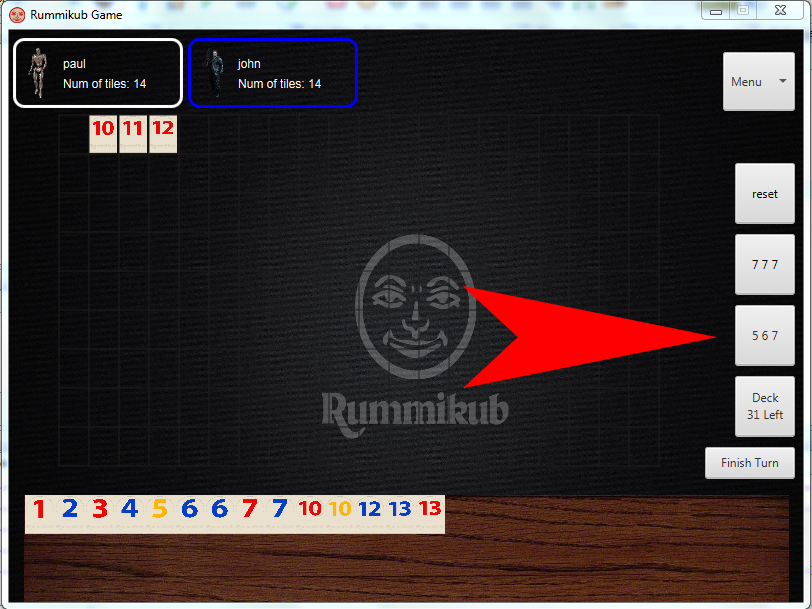 Rummikub Game
paul
Num of tiles: 14
john
Num of tiles: 14
Menu
10 11 12
reset
7 7 7
5 6 7
Rummikub
Deck
31 Left
Finish Turn
1 2 3 4 5 6 6 7 7 10 10 12 13 13